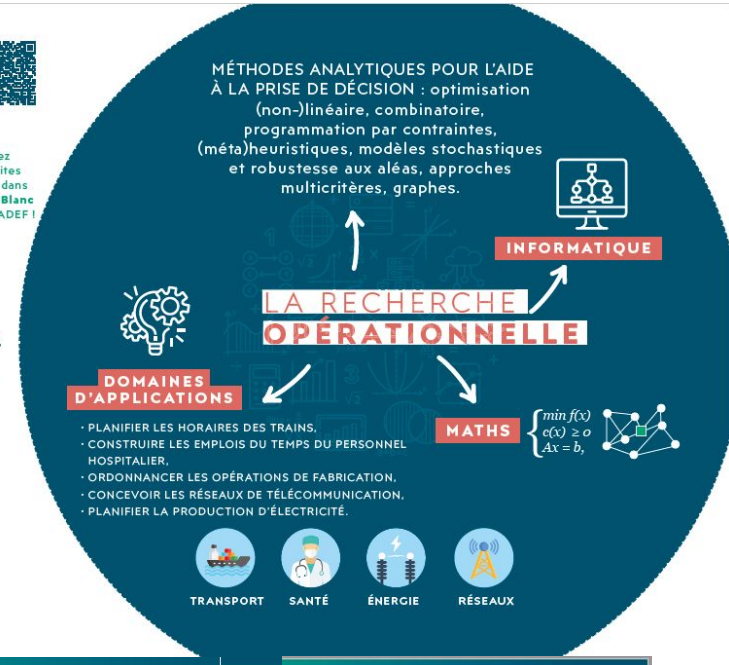 ez
ites
dans
Blanc
ADEF !
MÉTHODES ANALYTIQUES POUR L'AIDE
À LA PRISE DE DÉCISION : optimisation
(non-)linéaire, combinatoire,
programmation par contraintes,
(méta)heuristiques, modèles stochastiques
et robustesse aux aléas, approches
multicritères, graphes.
INFORMATIQUE
LA RECHERCHE
OPÉRATIONNELLE
DOMAINES
D'APPLICATIONS
• PLANIFIER LES HORAIRES DES TRAINS,
• CONSTRUIRE LES EMPLOIS DU TEMPS DU PERSONNEL
HOSPITALIER,
• ORDONNANCER LES OPÉRATIONS DE FABRICATION,
• CONCEVOIR LES RÉSEAUX DE TÉLÉCOMMUNICATION,
• PLANIFIER LA PRODUCTION D'ÉLECTRICITÉ.
MATHS
min f(x)
c(x) ≥ o
Ax = b,
TRANSPORT
SANTÉ
ÉNERGIE
RÉSEAUX